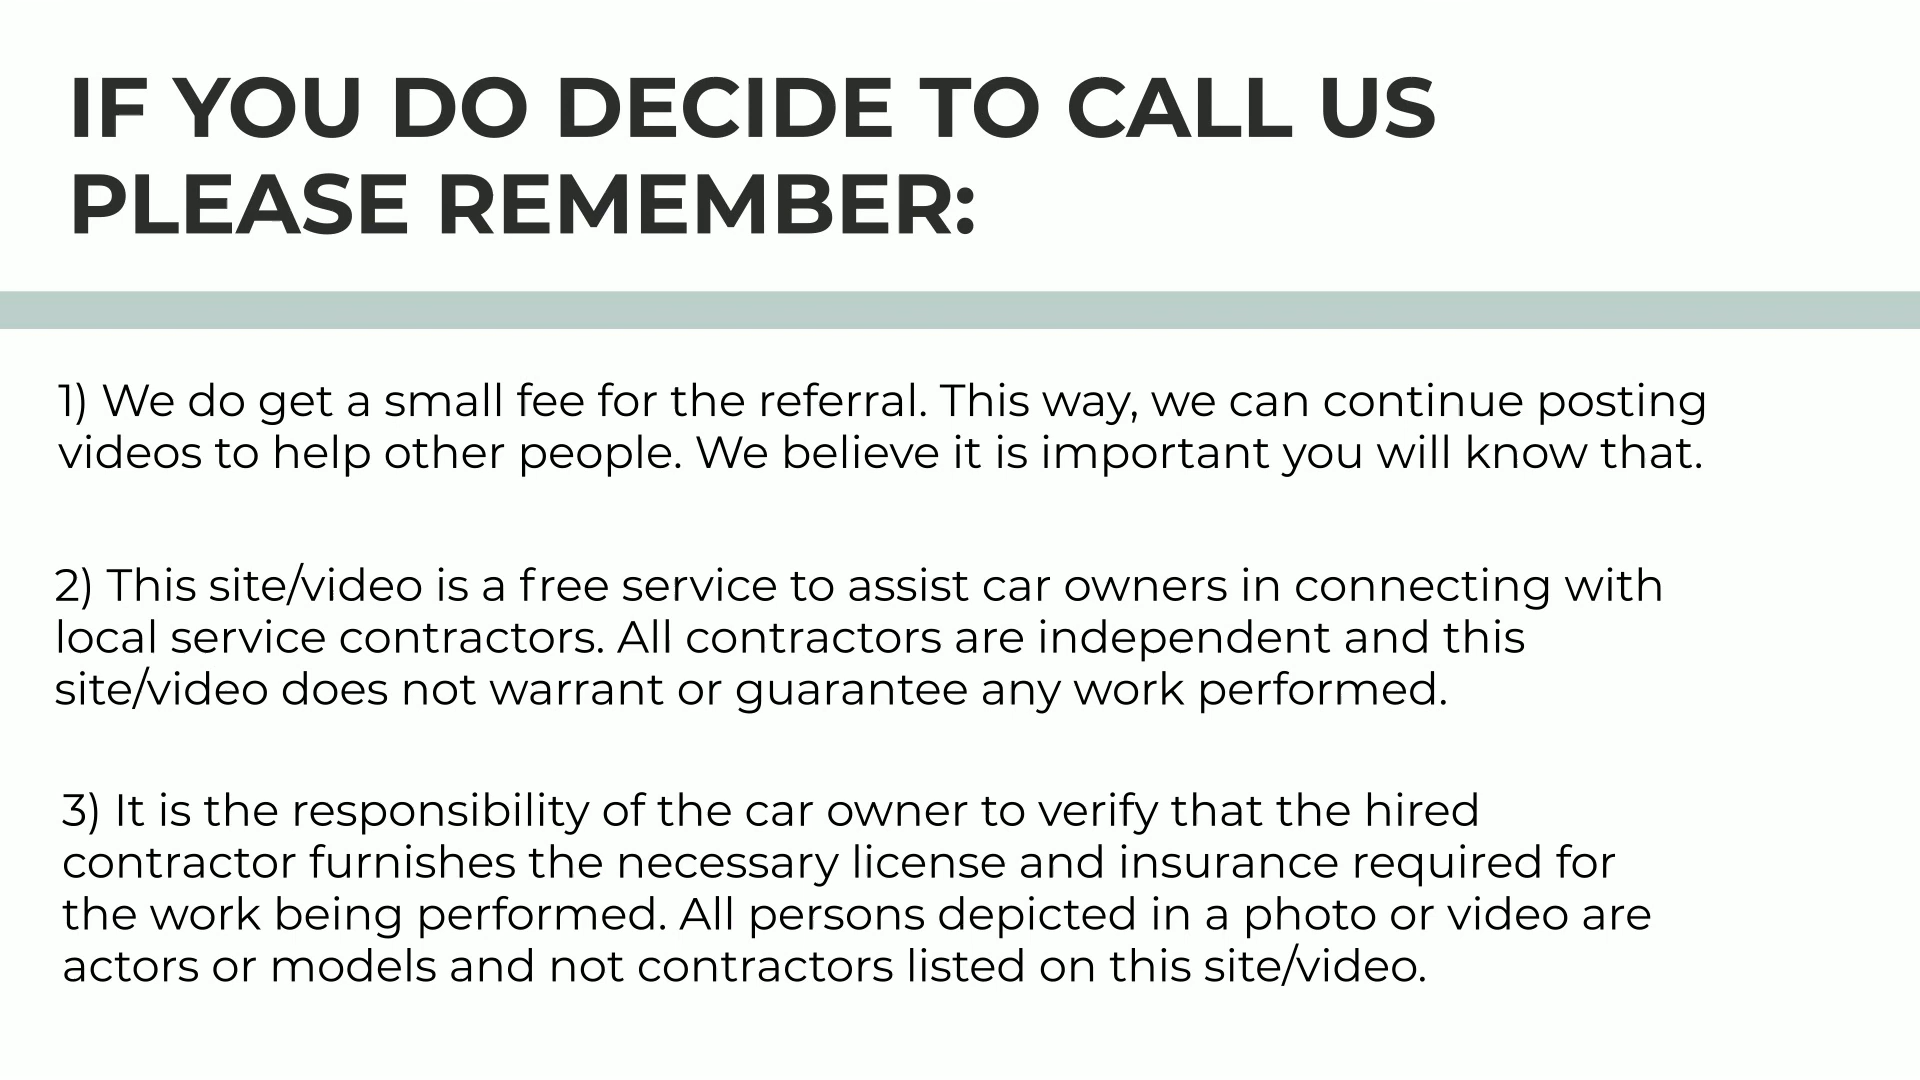 IF YOU DO DECIDE TO CALL US
PLEASE REMEMBER:
1) We do get a small fee for the referral. This way, we can continue posting
videos to help other people. We believe it is important you will know that.
2) This site/video is a free service to assist car owners in connecting with
local service contractors. All contractors are independent and this
site/video does not warrant or guarantee any work performed.
3) It is the responsibility of the car owner to verify that the hired
contractor furnishes the necessary license and insurance required for
the work being performed. All persons depicted in a photo or video are
actors or models and not contractors listed on this site/video.